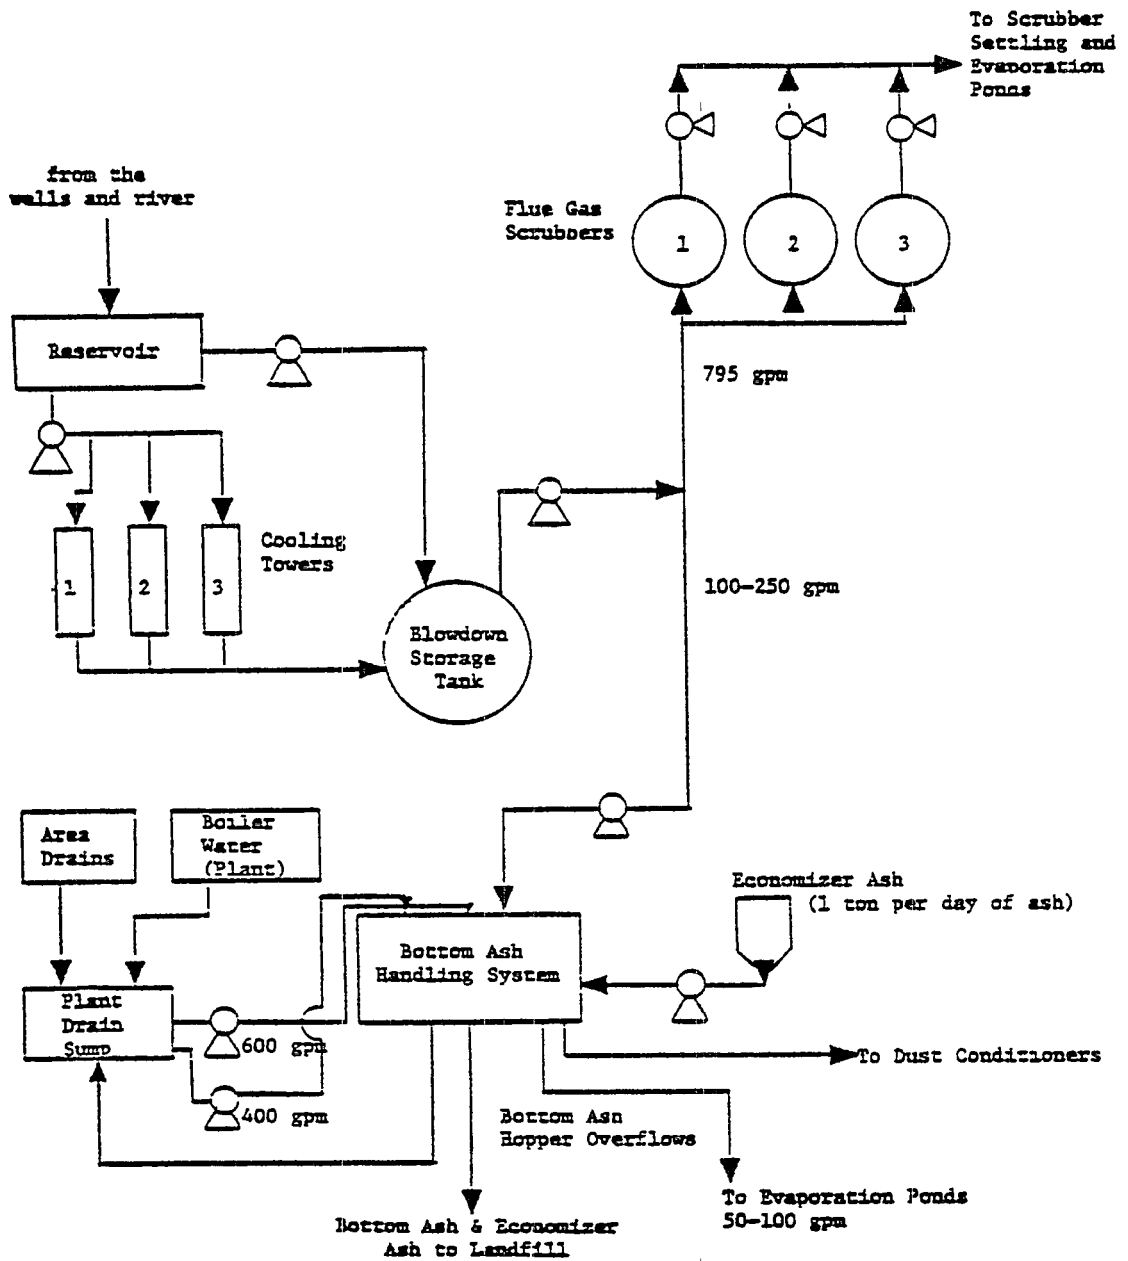 To Scrubber
Settling and
Evaporation
Ponds
from the
wells and river
Flue Gas
Scrubbers
1
2
3
Reservoir
795 gpm
Cooling
Towers
1
2
3
100-250 gpm
Blowdown
Storage
Tank
Area
Drains
Boiler
Water
(Plant)
Economizer Ash
(1 ton per day of ash)
Bottom Ash
Handling System
Plant
Drain
Sump
600 gpm
To Dust Conditioners
400 gpm
Bottom Ash
Hopper Overflows
To Evaporation Ponds
50-100 gpm
Bottom Ash & Economizer
Ash to Landfill